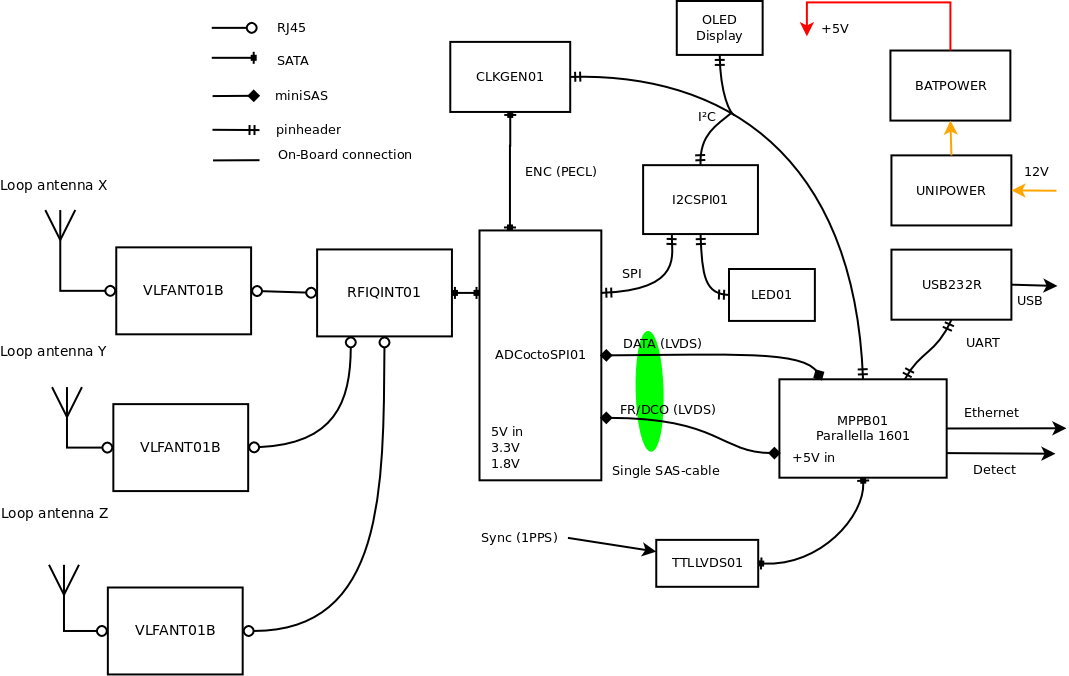 RJ45
SATA
miniSAS
pinheader
On-Board connection
OLED
Display
+5V
CLKGEN01
BATPOWER
I²C
ENC (PECL)
12V
UNIPOWER
I2CSPI01
Loop antenna X
VLFANT01B
RFIQINT01
SPI
LED01
USB232R
USB
UART
Loop antenna Y
VLFANT01B
ADCoctoSPI01
5V in
3.3V
1.8V
DATA (LVDS)
FR/DCO (LVDS)
Single SAS-cable
MPPB01
Parallella 1601
+5V in
Ethernet
Detect
Loop antenna Z
VLFANT01B
Sync (1PPS)
TTLLVDS01